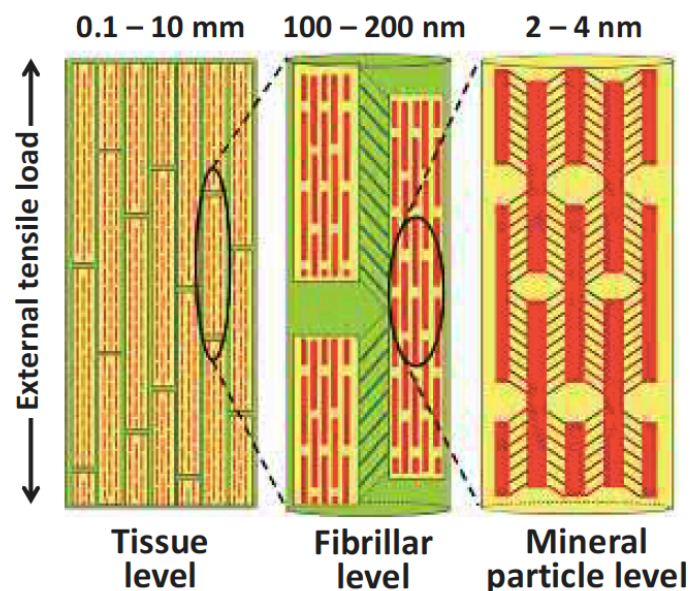 0.1 – 10 mm
100 – 200 nm
2 – 4 nm
External tensile load
Tissue
level
Fibrillar
level
Mineral
particle level